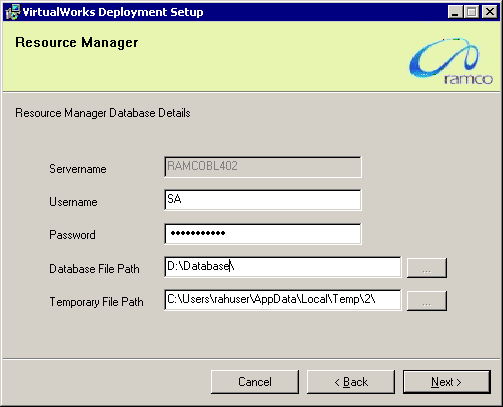 VirtualWorks Deployment Setup
Resource Manager
ramco
Resource Manager Database Details
Servername RAMCOBL402
Username SA
Password •••••••••••
Database File Path D:\Database\ ...
Temporary File Path C:\Users\rahuser\AppData\Local\Temp\2\ ...
Cancel < Back Next >